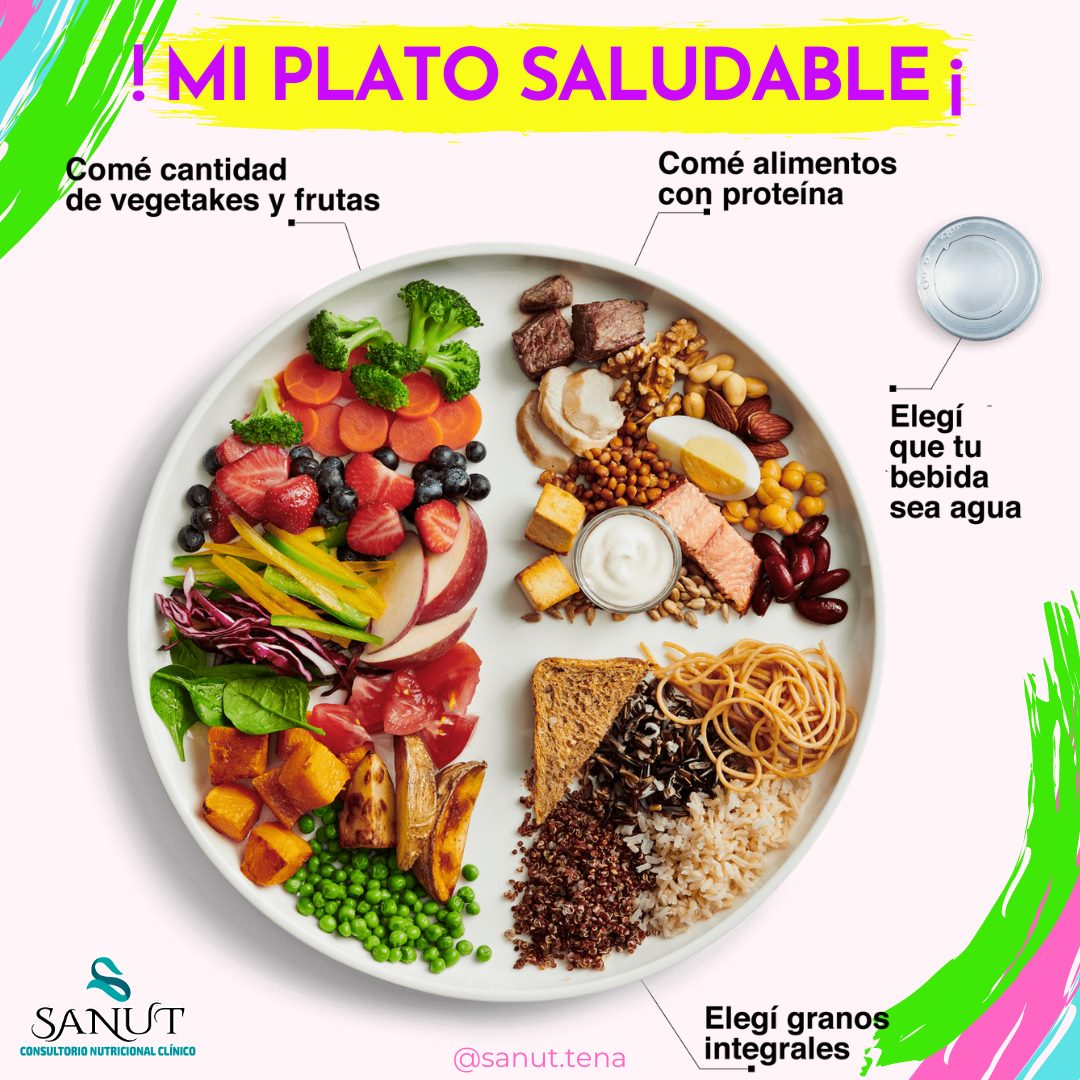 ! MI PLATO SALUDABLE ¡
Comé cantidad
de vegetakes y frutas
Comé alimentos
con proteína
Elegí
que tu
bebida
sea agua
Elegí granos
integrales
SANUT
CONSULTORIO NUTRICIONAL CLÍNICO
@sanut.tena